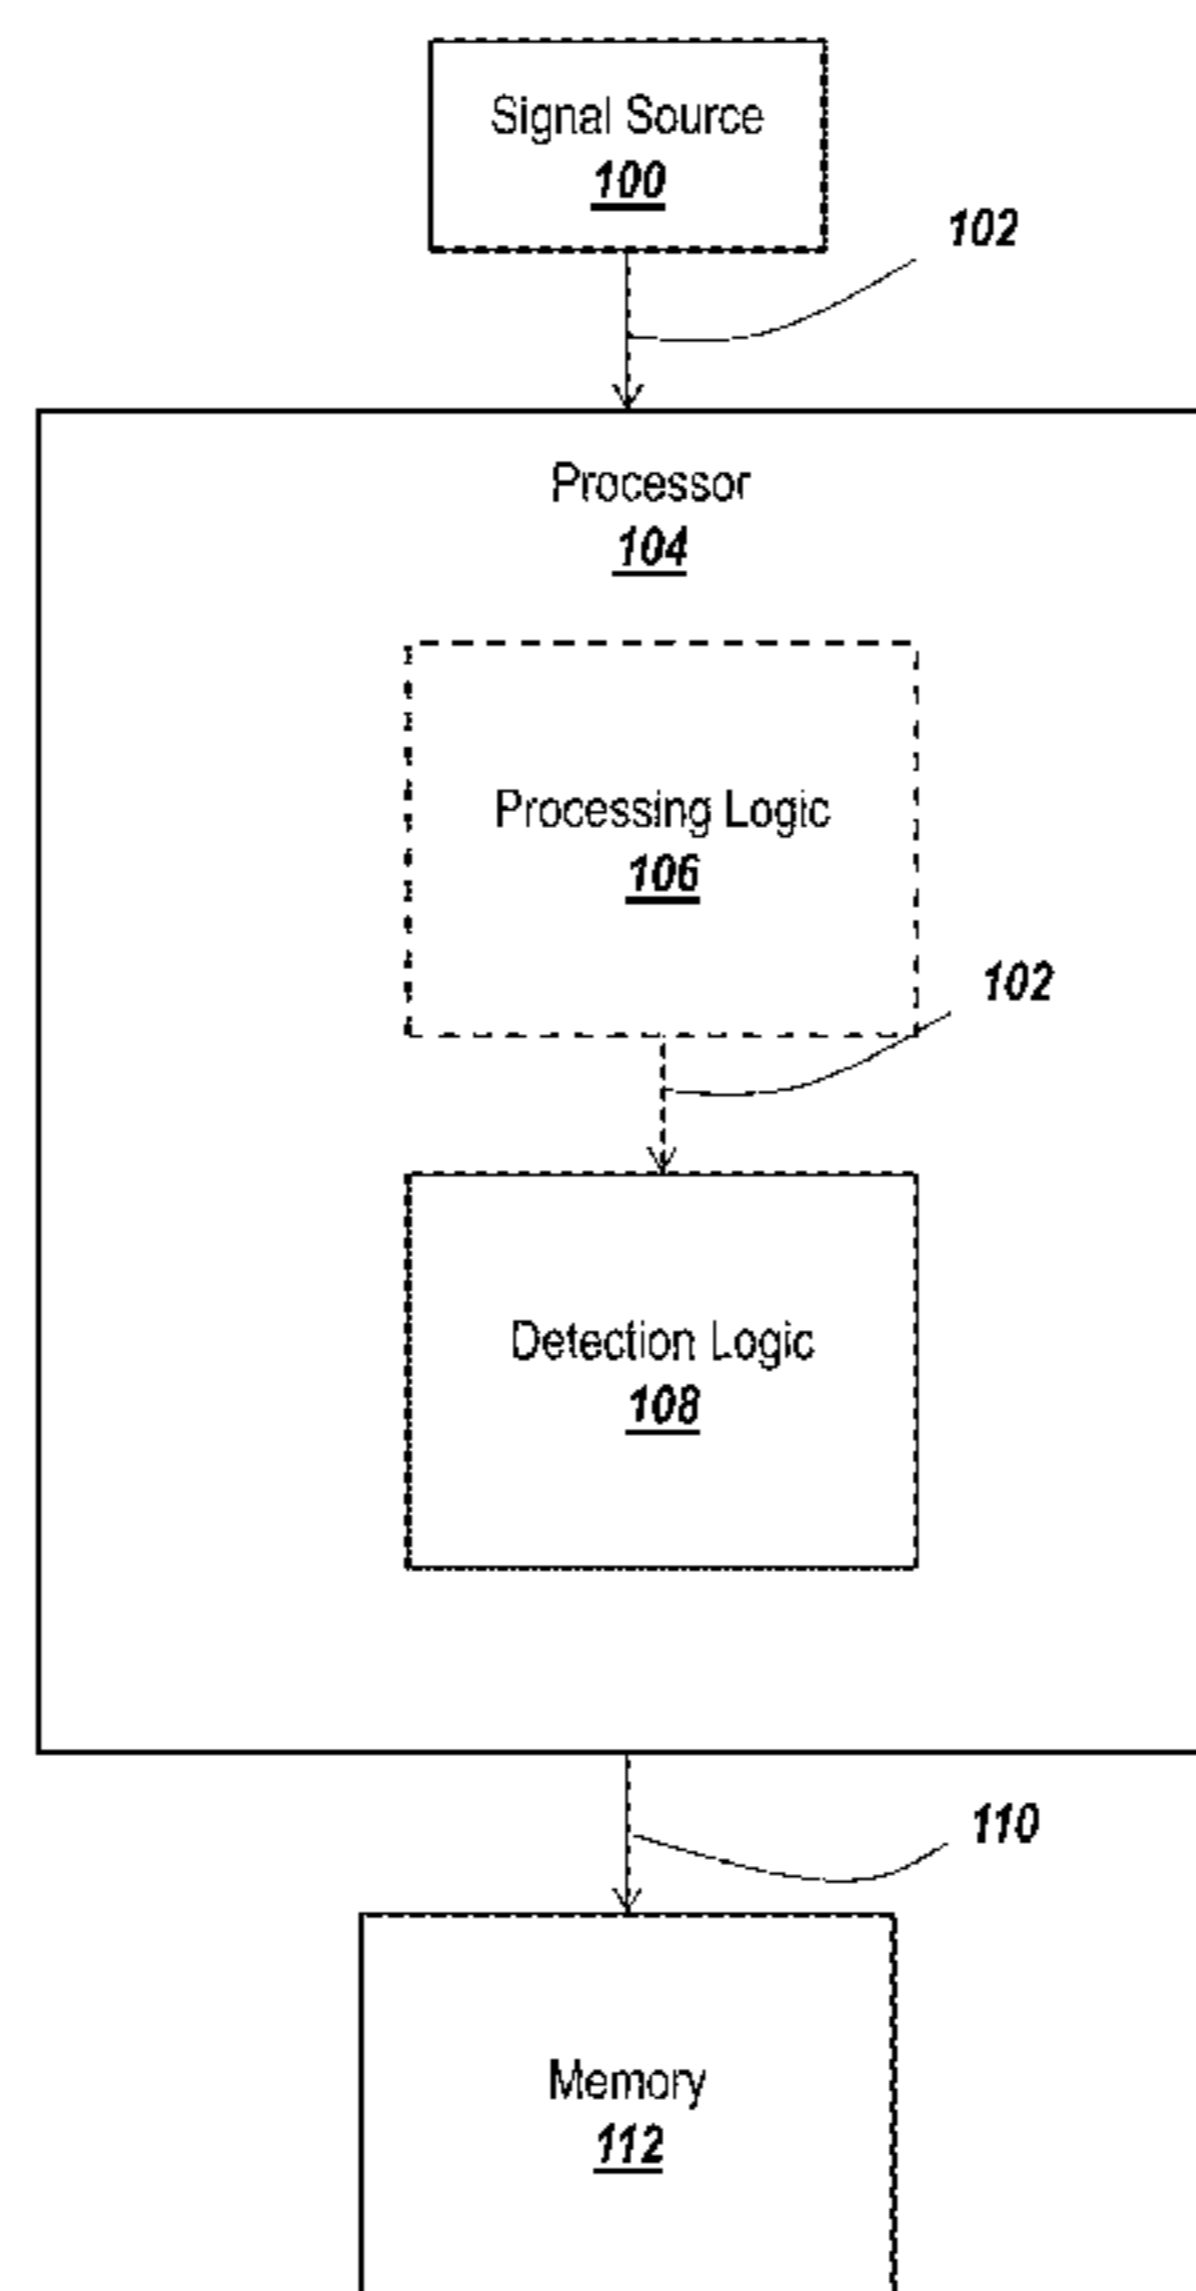 Signal Source
100
102
Processor
104
Processing Logic
106
102
Detection Logic
108
110
Memory
112